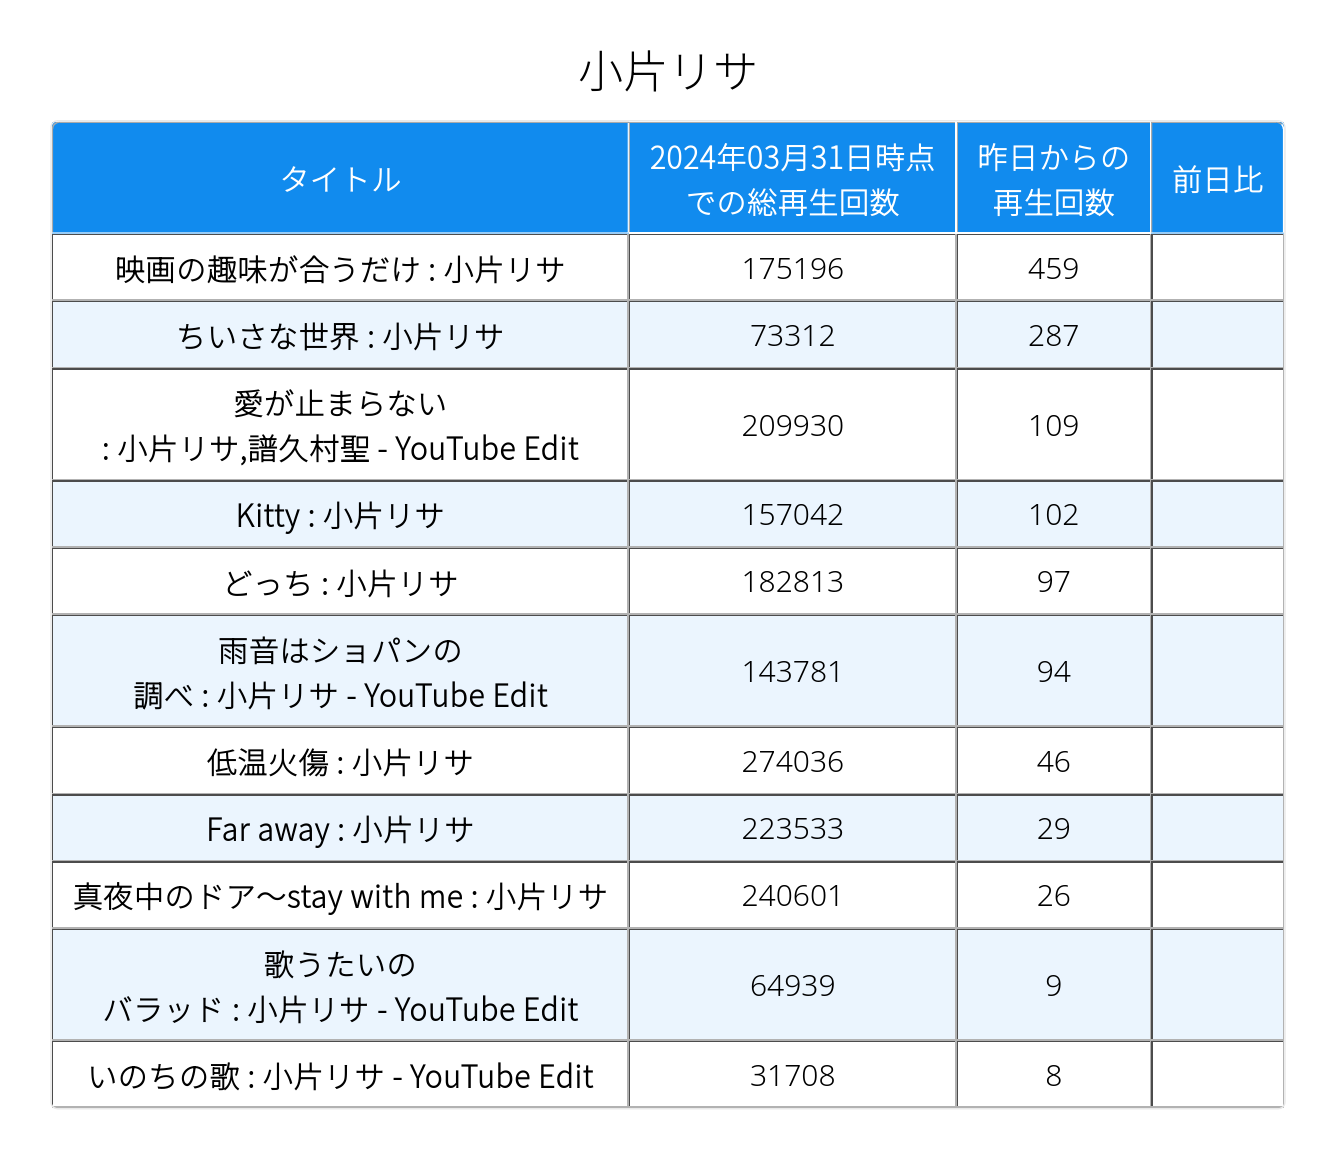 小片リサ
タイトル
2024年03月31日時点
での総再生回数
昨日からの
再生回数
前日比
映画の趣味が合うだけ : 小片リサ
175196
459
ちいさな世界 : 小片リサ
73312
287
愛が止まらない
: 小片リサ,譜久村聖 - YouTube Edit
209930
109
Kitty : 小片リサ
157042
102
どっち : 小片リサ
182813
97
雨音はショパンの
調べ : 小片リサ - YouTube Edit
143781
94
低温火傷 : 小片リサ
274036
46
Far away : 小片リサ
223533
29
真夜中のドア〜stay with me : 小片リサ
240601
26
歌うたいの
バラッド : 小片リサ - YouTube Edit
64939
9
いのちの歌 : 小片リサ - YouTube Edit
31708
8